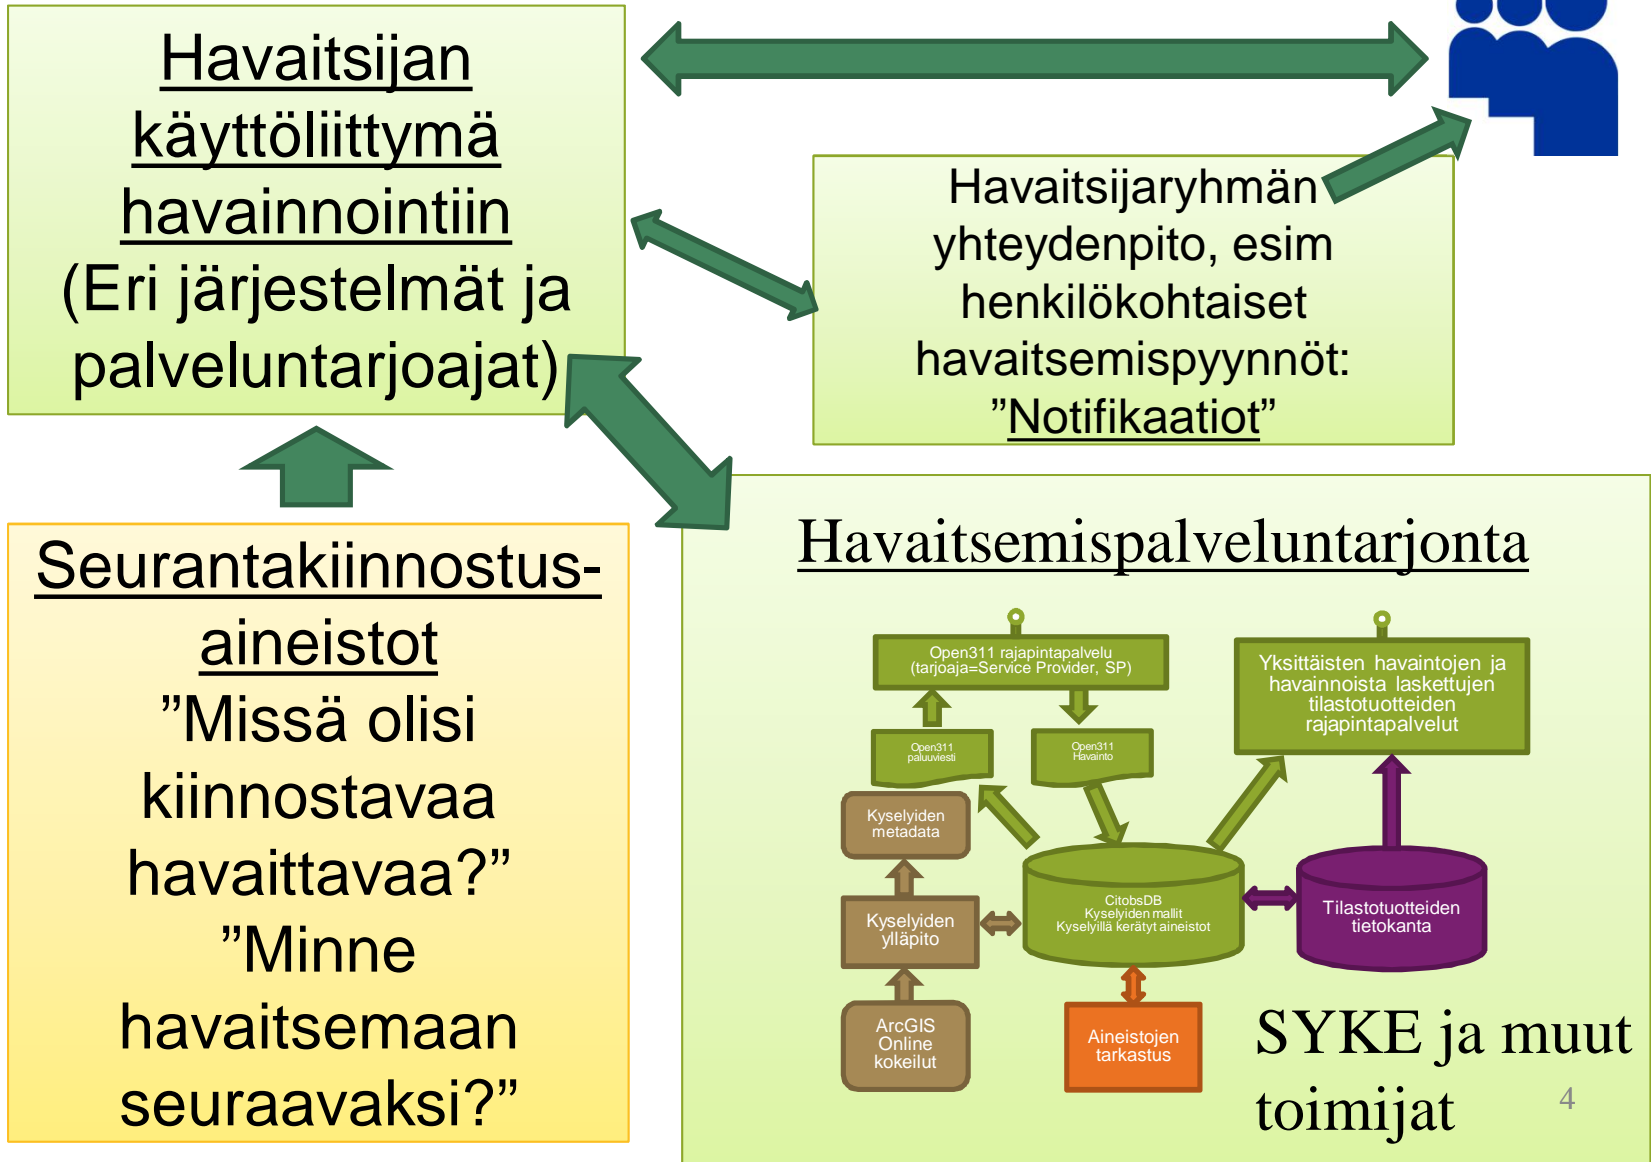 Havaitsijan
käyttöliittymä
havainnointiin
(Eri järjestelmät ja
palveluntarjoajat)
Havaitsijaryhmän
yhteydenpito, esim
henkilökohtaiset
havaitsemispyynnöt:
”Notifikaatiot”
Seurantakiinnostus-
aineistot
”Missä olisi
kiinnostavaa
havaittavaa?”
”Minne
havaitsemaan
seuraavaksi?”
Havaitsemispalveluntarjonta
Open311 rajapintapalvelu
(tarjoaja=Service Provider, SP)
Yksittäisten havaintojen ja
havainnoista laskettujen
tilastotuotteiden
rajapintapalvelut
Open311
paluuviesti
Open311
Havainto
Kyselyiden
metadata
Kyselyiden
ylläpito
CitobsDB
Kyselyiden mallit
Kyselyillä kerätyt aineistot
Tilastotuotteiden
tietokanta
ArcGIS
Online
kokeilut
Aineistojen
tarkastus
SYKE ja muut
toimijat
4